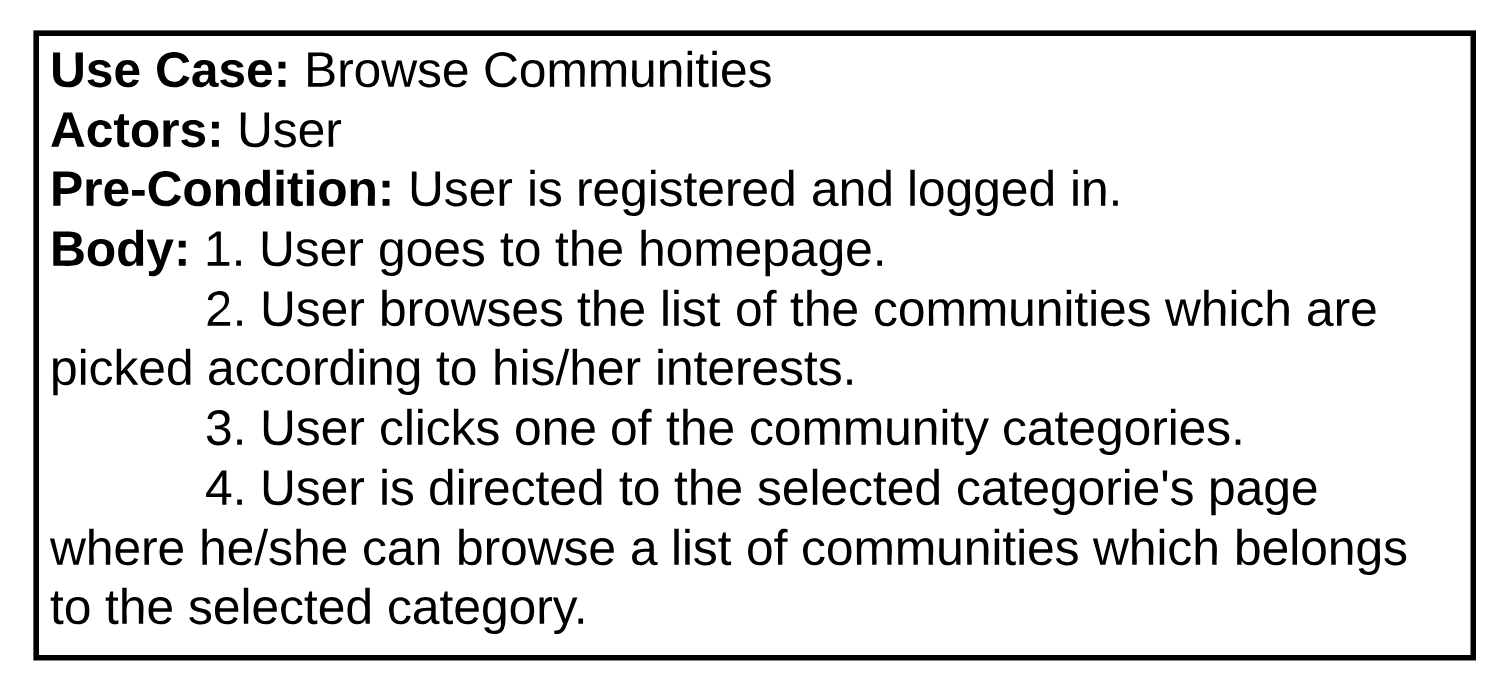 Use Case: Browse Communities
Actors: User
Pre-Condition: User is registered and logged in.
Body: 1. User goes to the homepage.
2. User browses the list of the communities which are
picked according to his/her interests.
3. User clicks one of the community categories.
4. User is directed to the selected categorie's page
where he/she can browse a list of communities which belongs
to the selected category.